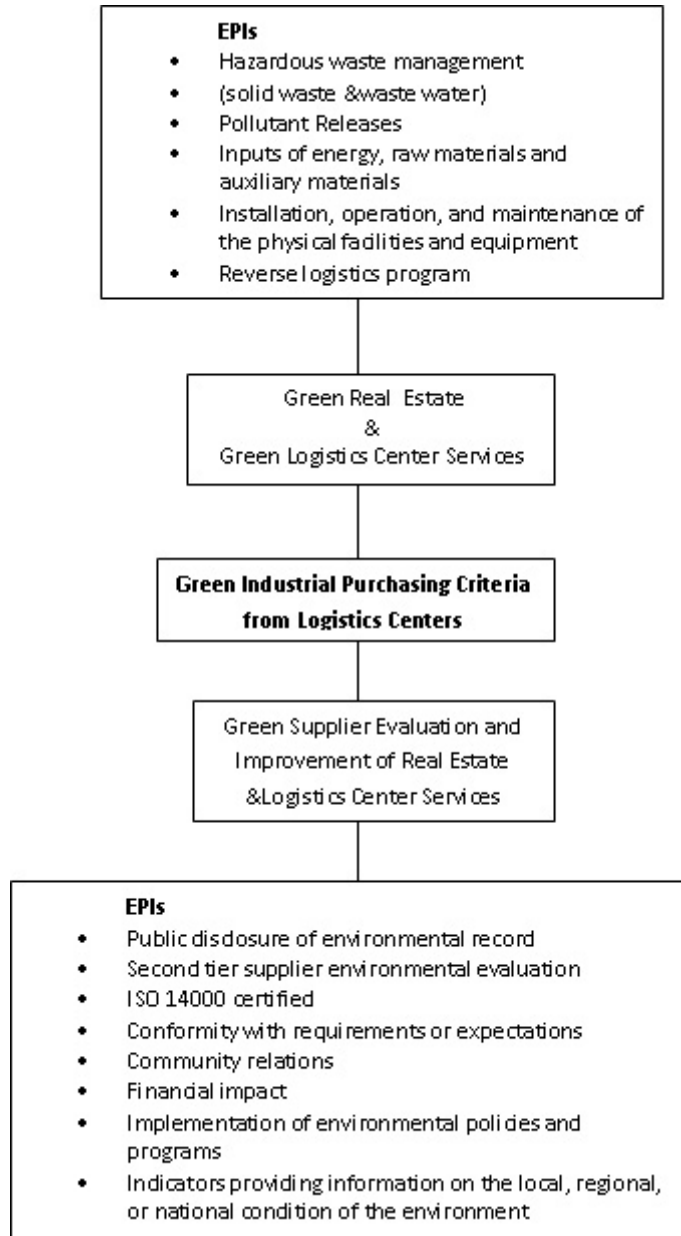 EPIs
• Hazardous waste management
• (solid waste &waste water)
• Pollutant Releases
• Inputs of energy, raw materials and
auxiliary materials
• Installation, operation, and maintenance of
the physical facilities and equipment
• Reverse logistics program
Green Real Estate
&
Green Logistics Center Services
Green Industrial Purchasing Criteria
from Logistics Centers
Green Supplier Evaluation and
Improvement of Real Estate
&Logistics Center Services
EPIs
• Public disclosure of environmental record
• Second tier supplier environmental evaluation
• ISO 14000 certified
• Conformity with requirements or expectations
• Community relations
• Financial impact
• Implementation of environmental policies and
programs
• Indicators providing information on the local, regional,
or national condition of the environment